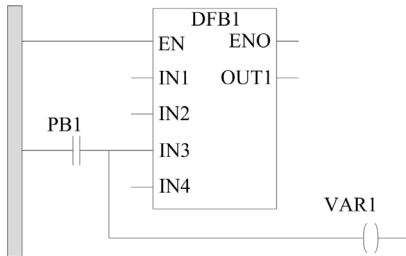 DFB1
EN ENO
IN1 OUT1
IN2
PB1
IN3
IN4
VAR1